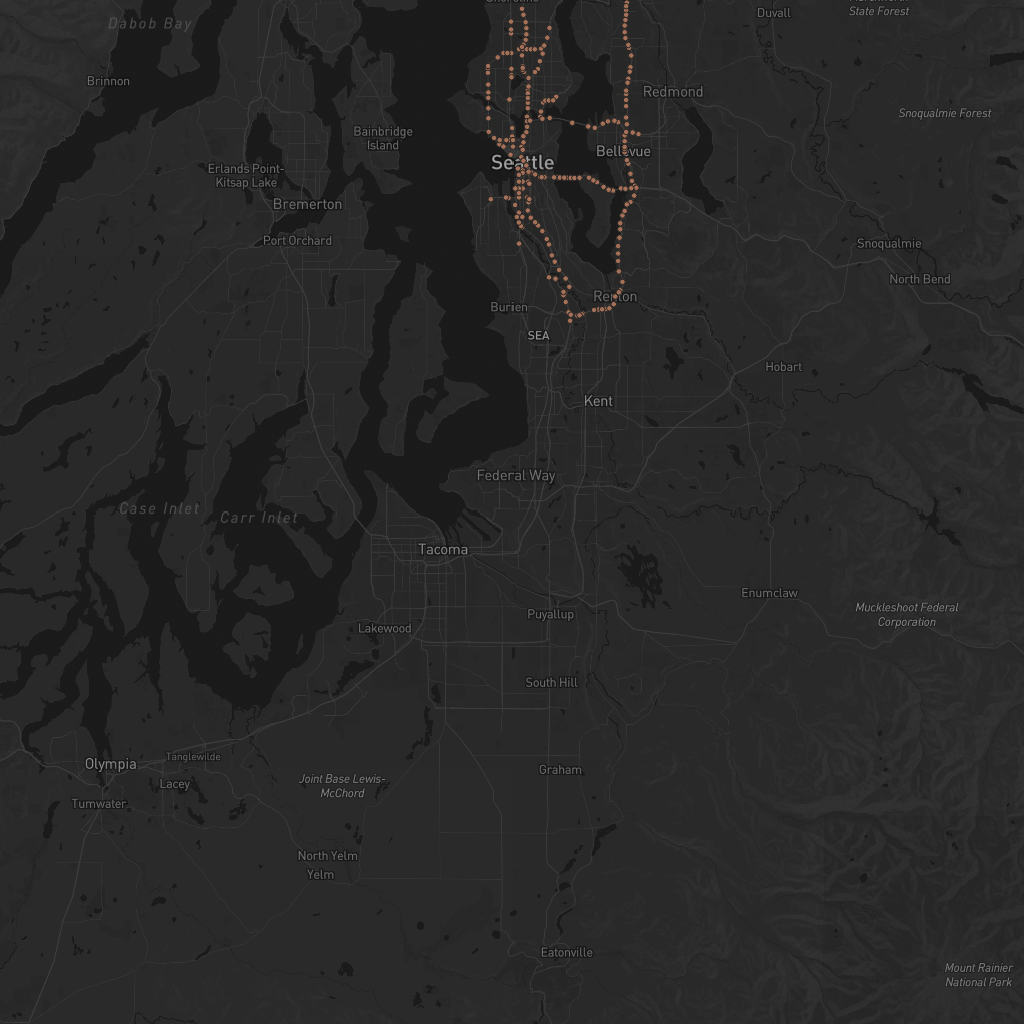 Dabob Bay
Duvall
State Forest
Brinnon
Redmond
Snoqualmie Forest
Bainbridge
Island
Seattle
Bellevue
Erlands Point-
Kitsap Lake
Bremerton
Port Orchard
Snoqualmie
North Bend
Burien
Renton
SEA
Hobart
Kent
Federal Way
Case Inlet
Carr Inlet
Tacoma
Enumclaw
Muckleshoot Federal
Corporation
Puyallup
Lakewood
South Hill
Tanglewilde
Olympia
Lacey
Graham
Joint Base Lewis-
McChord
Tumwater
North Yelm
Yelm
Eatonville
Mount Rainier
National Park